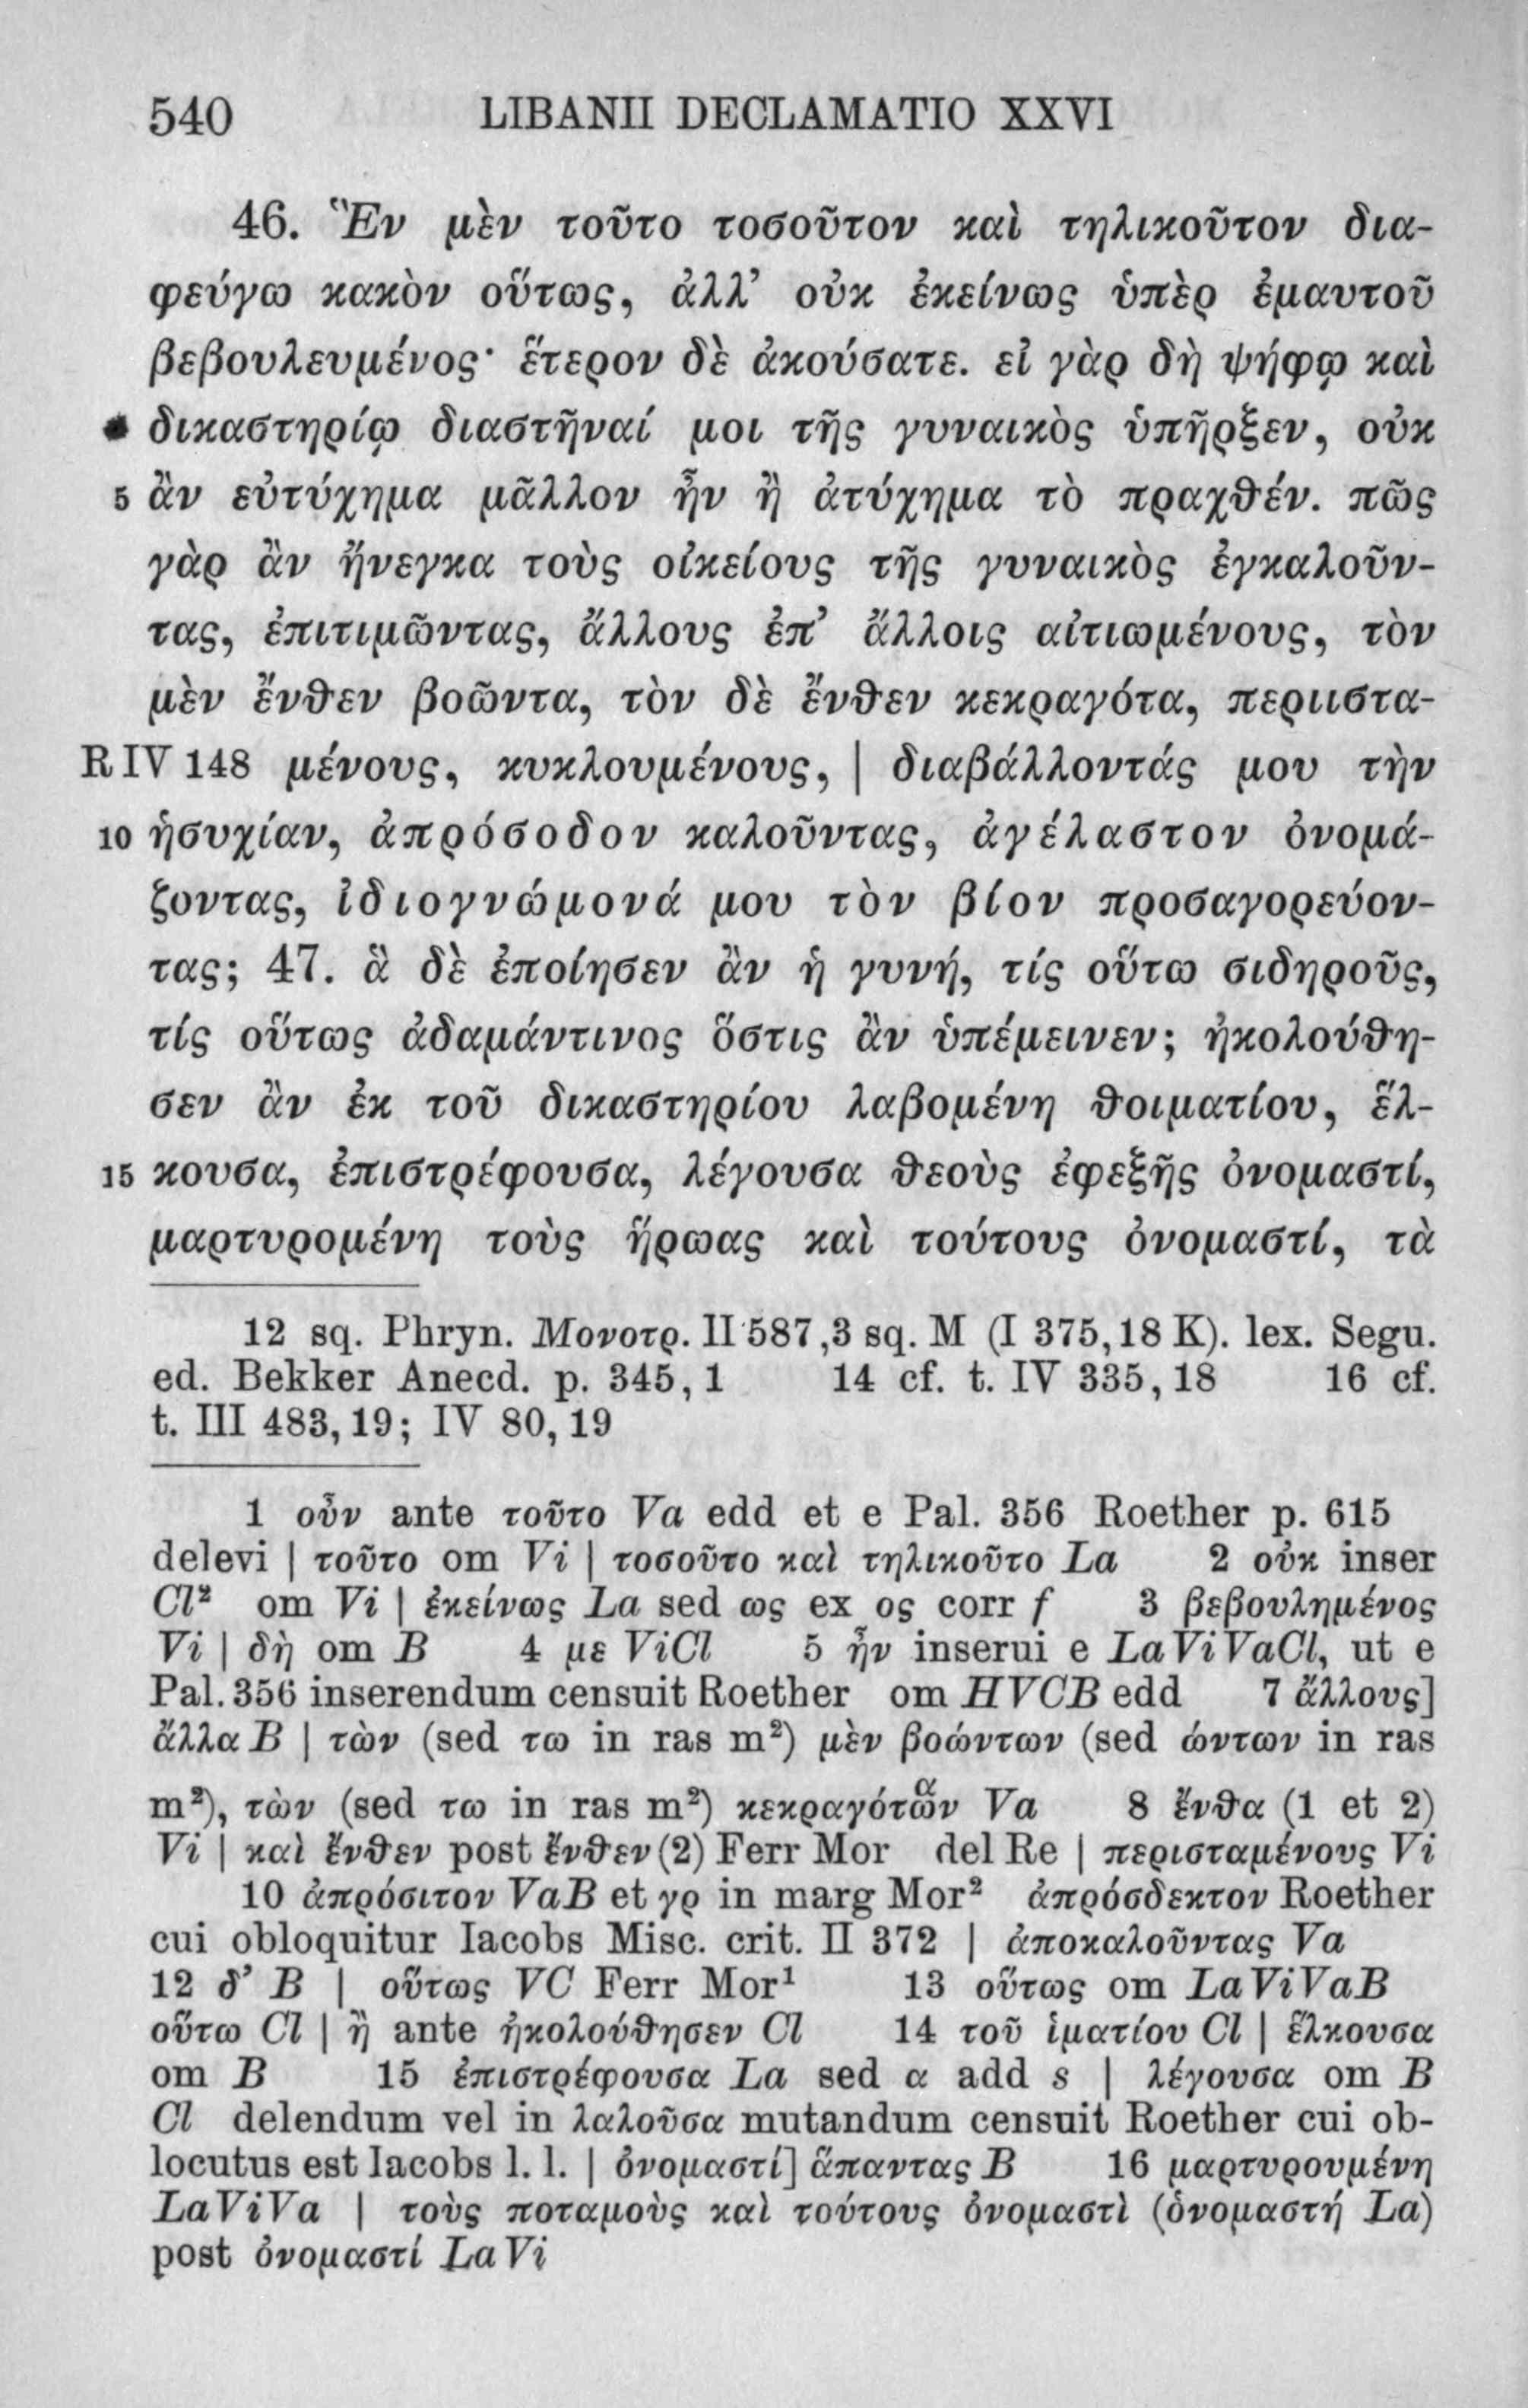 540 LIBANII DECLAMATIO XXVI
46. Ἓν μὲν τοῦτο τοσοῦτον καὶ τηλικοῦτον δια-
φεύγω κακὸν οὕτως, ἀλλ’ οὐκ ἐκείνως ὑπὲρ ἐμαυτοῦ
βεβουλευμένος· ἕτερον δὲ ἀκούσατε. εἰ γὰρ δὴ ψήφῳ καὶ
δικαστηρίῳ διαστῆναί μοι τῆς γυναικὸς ὑπῆρξεν, οὐκ
5 ἂν εὐτύχημα μᾶλλον ἦν ἢ ἀτύχημα τὸ πραχθέν. πῶς
γὰρ ἂν ἤνεγκα τοὺς οἰκείους τῆς γυναικὸς ἐγκαλοῦν-
τας, ἐπιτιμῶντας, ἄλλους ἐπ’ ἄλλοις αἰτιωμένους, τὸν
μὲν ἔνθεν βοῶντα, τὸν δὲ ἔνθεν κεκραγότα, περιιστα-
R IV 148 μένους, κυκλουμένους, | διαβάλλοντάς μου τὴν
10 ἡσυχίαν, ἀπρόσοδον καλοῦντας, ἀγέλαστον ὀνομά-
ζοντας, ἰδιογνώμονά μου τὸν βίον προσαγορεύον-
τας; 47. ἃ δὲ ἐποίησεν ἂν ἡ γυνή, τίς οὕτω σιδηροῦς,
τίς οὕτως ἀδαμάντινος ὅστις ἂν ὑπέμεινεν; ἠκολούθη-
σεν ἂν ἐκ τοῦ δικαστηρίου λαβομένη θοιματίου, ἕλ-
15 κουσα, ἐπιστρέφουσα, λέγουσα θεοὺς ἐφεξῆς ὀνομαστί,
μαρτυρομένη τοὺς ἥρωας καὶ τούτους ὀνομαστί, τὰ
12 sq. Phryn. Μονοτρ. II 587,3 sq. M (I 375,18 K). lex. Segu.
ed. Bekker Anecd. p. 345, 1 14 cf. t. IV 335, 18 16 cf.
t. III 483, 19; IV 80, 19
1 οὖν ante τοῦτο Va edd et e Pal. 356 Roether p. 615
delevi | τοῦτο om Vi | τοσοῦτο καὶ τηλικοῦτο La 2 οὐκ inser
Cl² om Vi | ἐκείνως La sed ως ex ος corr f 3 βεβουλημένος
Vi | δὴ om B 4 με ViCl 5 ἦν inserui e LaViVaCl, ut e
Pal. 356 inserendum censuit Roether om HVCB edd 7 ἄλλους]
ἄλλα B | τὼν (sed τω in ras m²) μὲν βοώντων (sed ώντων in ras
m²), τὼν (sed τω in ras m²) κεκραγότῶν Va 8 ἔνθα (1 et 2)
Vi | καὶ ἔνθεν post ἔνθεν (2) Ferr Mor del Re | περισταμένους Vi
10 ἀπρόσιτον VaB et γρ in marg Mor² ἀπρόσδεκτον Roether
cui obloquitur Iacobs Misc. crit. II 372 | ἀποκαλοῦντας Va
12 δ’ B | οὕτως VC Ferr Mor¹ 13 οὕτως om LaViVaB
οὕτω Cl | ἢ ante ἠκολούθησεν Cl 14 τοῦ ἱματίου Cl | ἕλκουσα
om B 15 ἐπιστρέφουσα La sed α add s | λέγουσα om B
Cl delendum vel in λαλοῦσα mutandum censuit Roether cui ob-
locutus est Iacobs l. l. | ὀνομαστί] ἅπαντας B 16 μαρτυρουμένη
LaViVa | τοὺς ποταμοὺς καὶ τούτους ὀνομαστὶ (ὁνομαστή La)
post ὀνομαστί LaVi